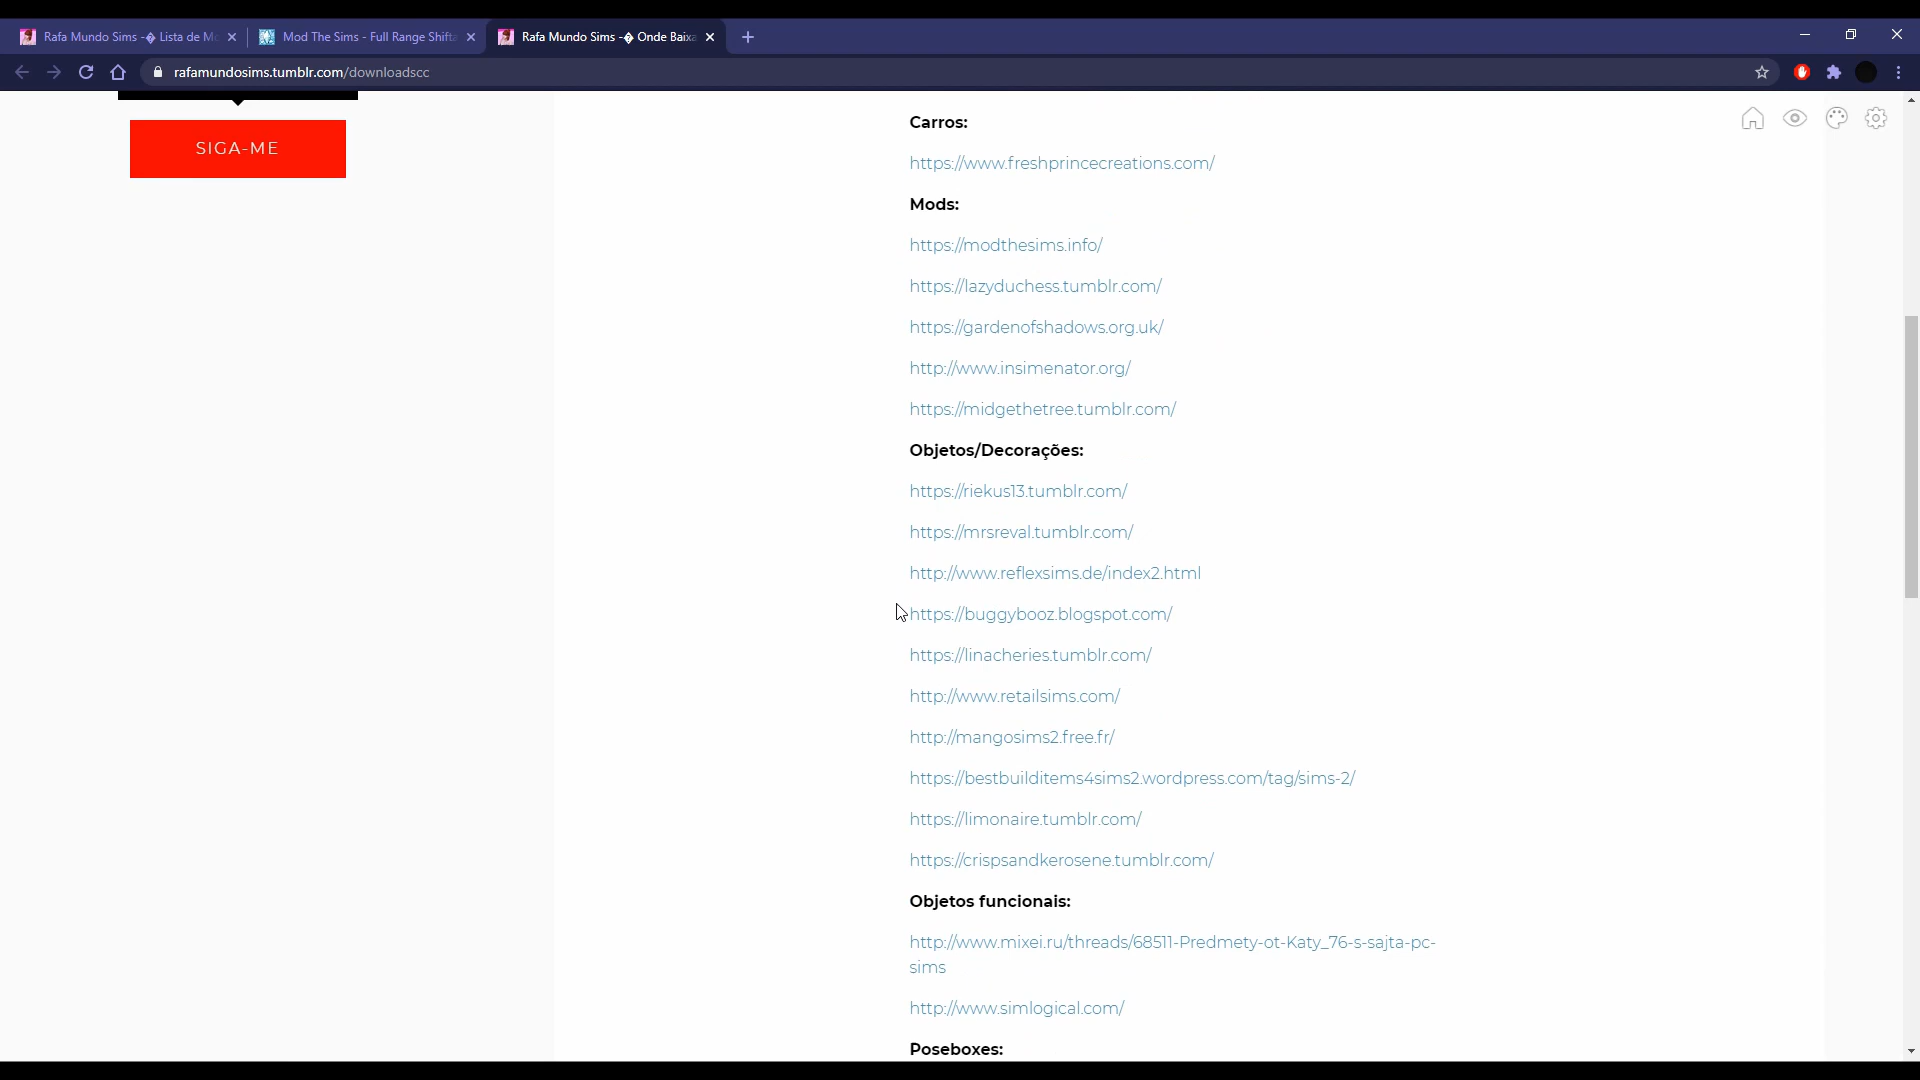 Rafa Mundo Sims -� Lista de Mo
Mod The Sims - Full Range Shifta
Rafa Mundo Sims -� Onde Baixa
rafamundosims.tumblr.com/downloadscc
SIGA-ME
Carros:
https://www.freshprincecreations.com/
Mods:
https://modthesims.info/
https://lazyduchess.tumblr.com/
https://gardenofshadows.org.uk/
http://www.insimenator.org/
https://midgethetree.tumblr.com/
Objetos/Decorações:
https://riekus13.tumblr.com/
https://mrsreval.tumblr.com/
http://www.reflexsims.de/index2.html
https://buggybooz.blogspot.com/
https://linacheries.tumblr.com/
http://www.retailsims.com/
http://mangosims2.free.fr/
https://bestbuilditems4sims2.wordpress.com/tag/sims-2/
https://limonaire.tumblr.com/
https://crispsandkerosene.tumblr.com/
Objetos funcionais:
http://www.mixei.ru/threads/68511-Predmety-ot-Katy_76-s-sajta-pc-
sims
http://www.simlogical.com/
Poseboxes: